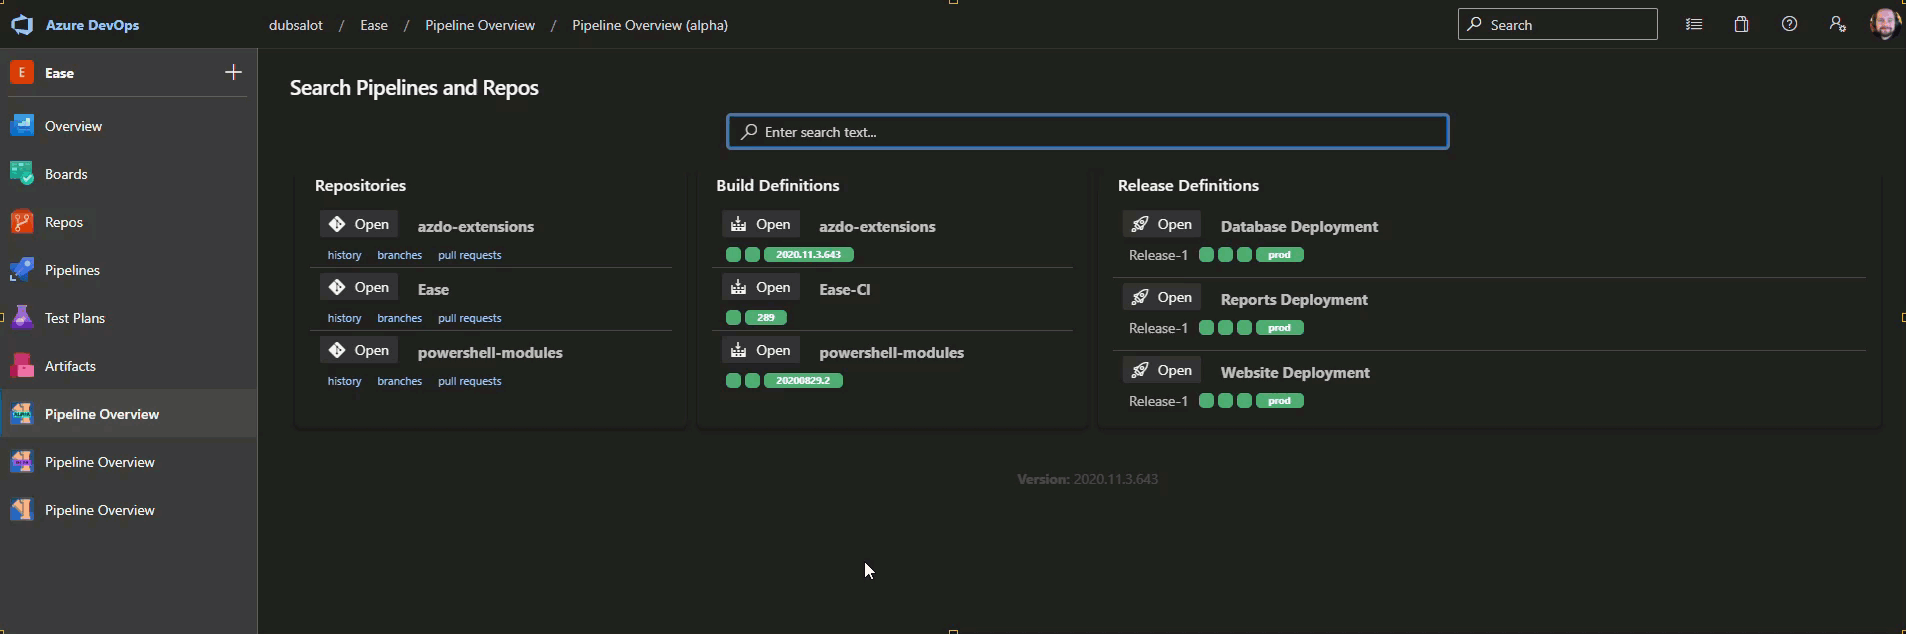 Azure DevOps
dubsalot / Ease / Pipeline Overview / Pipeline Overview (alpha)
Search
E Ease
Overview
Boards
Repos
Pipelines
Test Plans
Artifacts
Pipeline Overview
Pipeline Overview
Pipeline Overview
Search Pipelines and Repos
Enter search text...
Repositories
Open azdo-extensions
history branches pull requests
Open Ease
history branches pull requests
Open powershell-modules
history branches pull requests
Build Definitions
Open azdo-extensions
2020.11.3.643
Open Ease-CI
289
Open powershell-modules
20200829.2
Release Definitions
Open Database Deployment
Release-1 prod
Open Reports Deployment
Release-1 prod
Open Website Deployment
Release-1 prod
Version: 2020.11.3.643